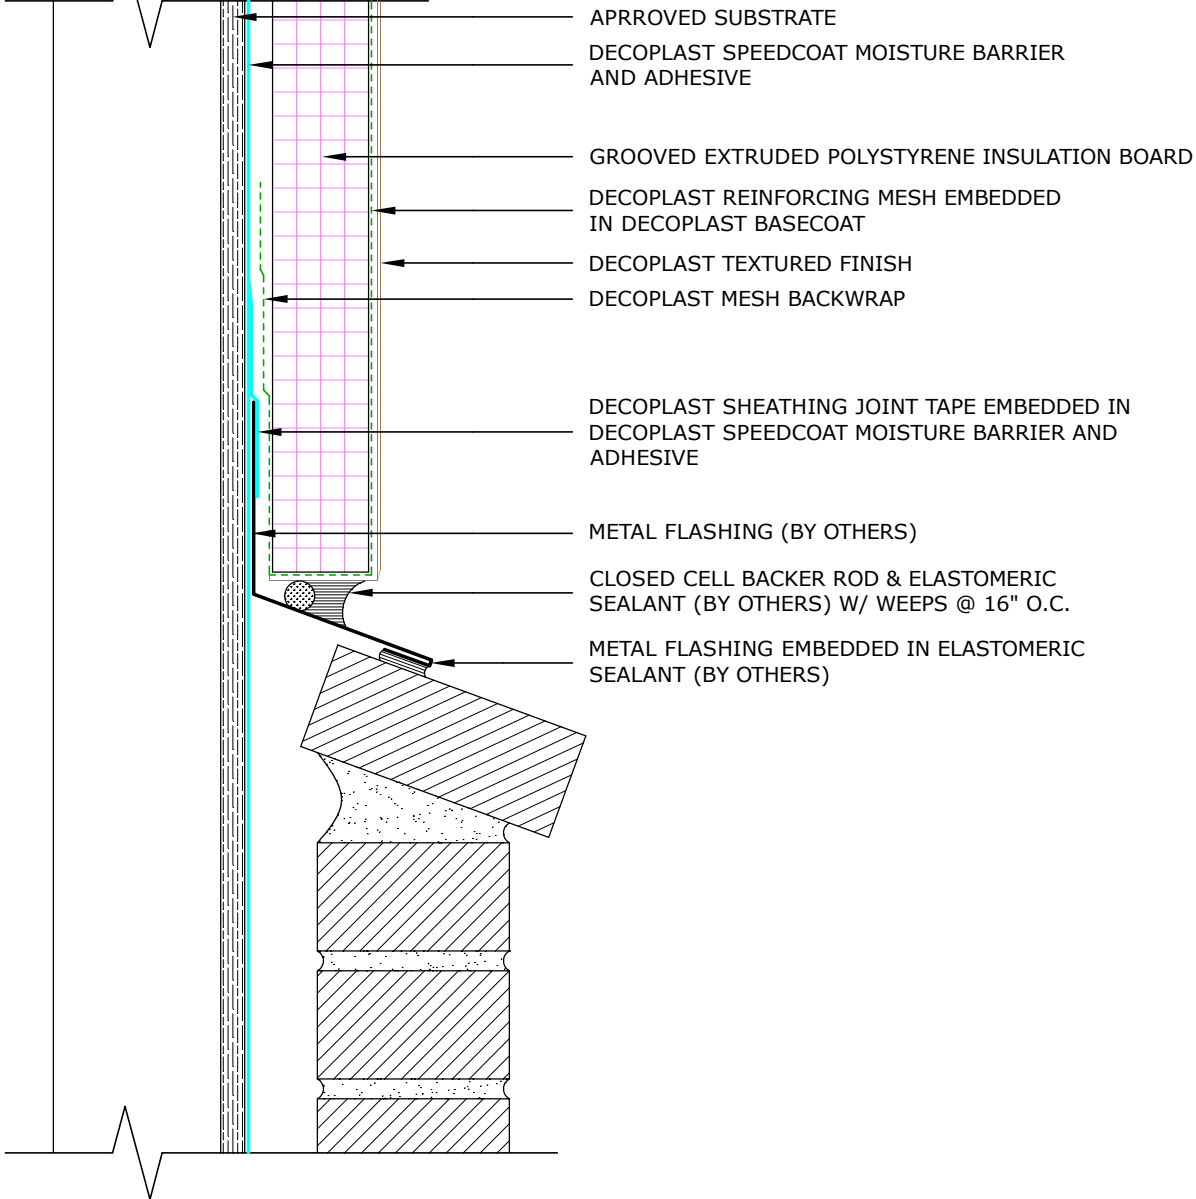 APRROVED SUBSTRATE
DECOPLAST SPEEDCOAT MOISTURE BARRIER
AND ADHESIVE
GROOVED EXTRUDED POLYSTYRENE INSULATION BOARD
DECOPLAST REINFORCING MESH EMBEDDED
IN DECOPLAST BASECOAT
DECOPLAST TEXTURED FINISH
DECOPLAST MESH BACKWRAP
DECOPLAST SHEATHING JOINT TAPE EMBEDDED IN
DECOPLAST SPEEDCOAT MOISTURE BARRIER AND
ADHESIVE
METAL FLASHING (BY OTHERS)
CLOSED CELL BACKER ROD & ELASTOMERIC
SEALANT (BY OTHERS) W/ WEEPS @ 16" O.C.
METAL FLASHING EMBEDDED IN ELASTOMERIC
SEALANT (BY OTHERS)